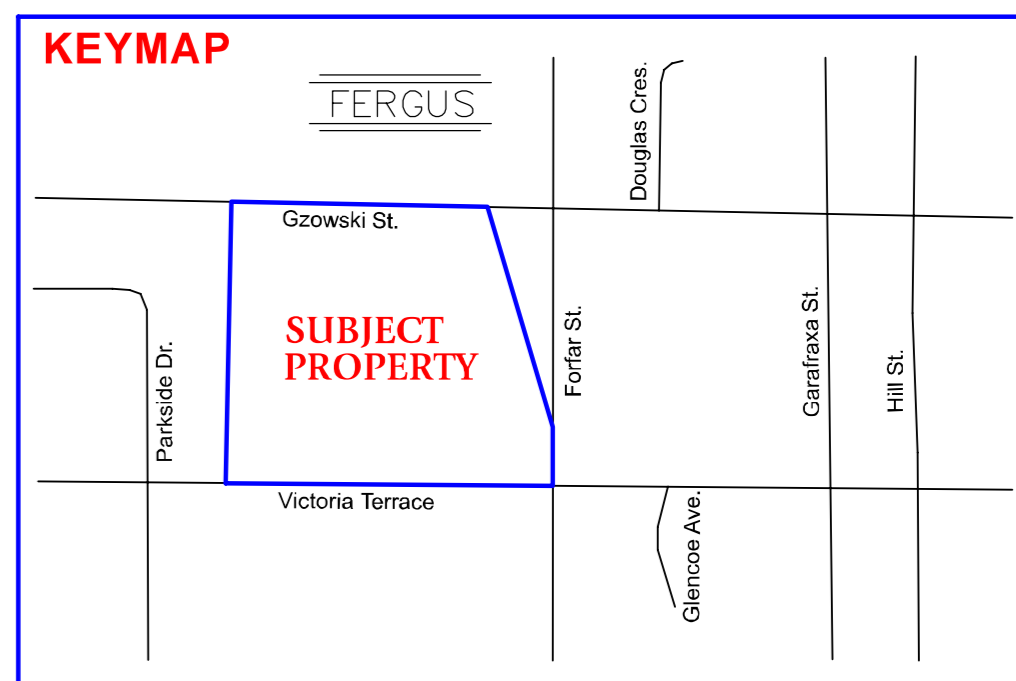 KEYMAP
FERGUS
Douglas Cres.
Gzowski St.
SUBJECT
PROPERTY
Parkside Dr.
Forfar St.
Garafraxa St.
Hill St.
Victoria Terrace
Glencoe Ave.